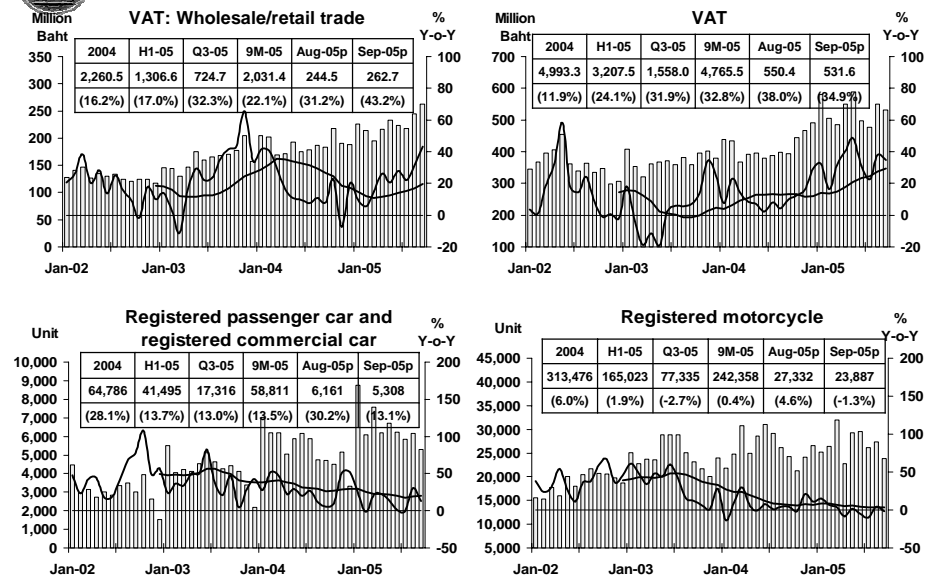 Million
Baht
VAT: Wholesale/retail trade
%
Y-o-Y
2004 H1-05 Q3-05 9M-05 Aug-05p Sep-05p
2,260.5 1,306.6 724.7 2,031.4 244.5 262.7
(16.2%) (17.0%) (32.3%) (22.1%) (31.2%) (43.2%)
350
300
250
200
150
100
50
0
100
80
60
40
20
0
-20
Jan-02 Jan-03 Jan-04 Jan-05
Million
Baht
VAT
%
Y-o-Y
2004 H1-05 Q3-05 9M-05 Aug-05 Sep-05p
4,993.3 3,207.5 1,558.0 4,765.5 550.4 531.6
(11.9%) (24.1%) (31.9%) (32.8%) (38.0%) (34.9%)
700
600
500
400
300
200
100
100
80
60
40
20
0
-20
Jan-02 Jan-03 Jan-04 Jan-05
Unit
Registered passenger car and
registered commercial car
%
Y-o-Y
2004 H1-05 Q3-05 9M-05 Aug-05p Sep-05p
64,786 41,495 17,316 58,811 6,161 5,308
(28.1%) (13.7%) (13.0%) (13.5%) (30.2%) (13.1%)
10,000
9,000
8,000
7,000
6,000
5,000
4,000
3,000
2,000
1,000
0
200
150
100
50
0
-50
Jan-02 Jan-03 Jan-04 Jan-05
Unit
Registered motorcycle
%
Y-o-Y
2004 H1-05 Q3-05 9M-05 Aug-05p Sep-05p
313,476 165,023 77,335 242,358 27,332 23,887
(6.0%) (1.9%) (-2.7%) (0.4%) (4.6%) (-1.3%)
45,000
40,000
35,000
30,000
25,000
20,000
15,000
10,000
5,000
200
150
100
50
0
-50
Jan-02 Jan-03 Jan-04 Jan-05